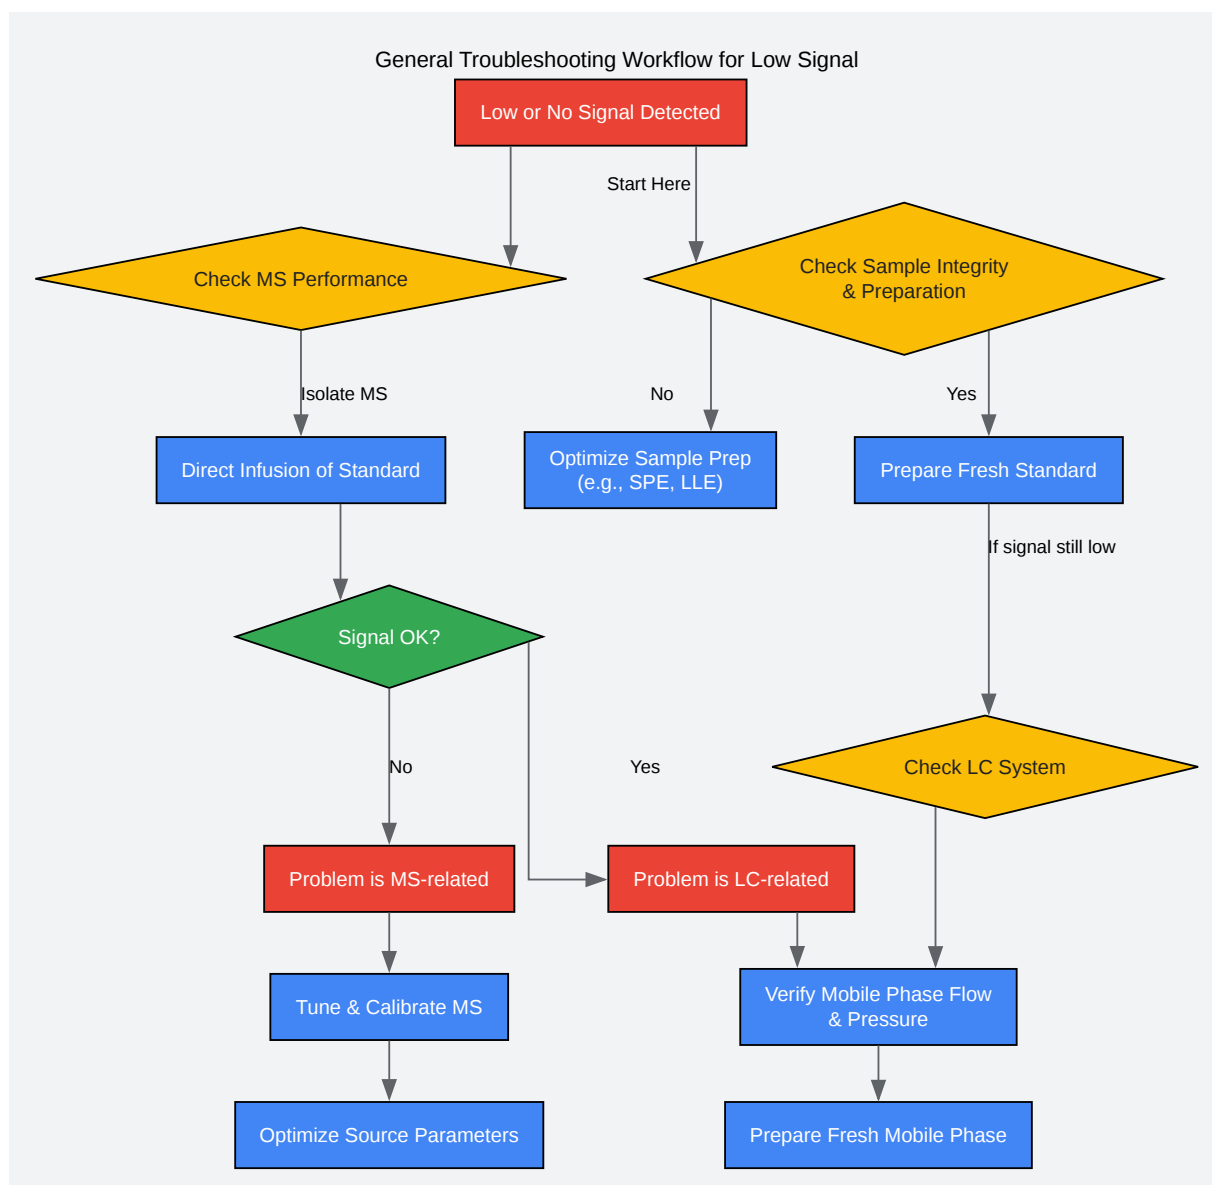 General Troubleshooting Workflow for Low Signal
Low or No Signal Detected
Start Here
Check MS Performance
Check Sample Integrity
& Preparation
Isolate MS
No
Yes
Direct Infusion of Standard
Optimize Sample Prep
(e.g., SPE, LLE)
Prepare Fresh Standard
If signal still low
Signal OK?
No
Yes
Check LC System
Problem is MS-related
Problem is LC-related
Tune & Calibrate MS
Verify Mobile Phase Flow
& Pressure
Optimize Source Parameters
Prepare Fresh Mobile Phase